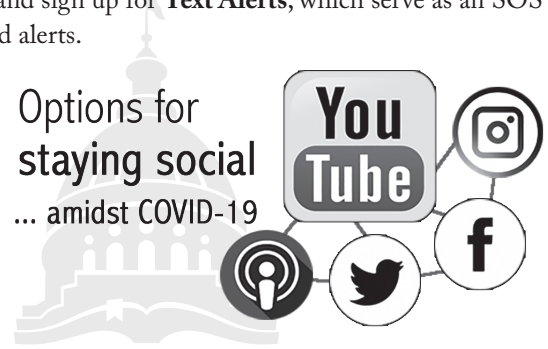 and sign up for Text Alerts, which serve as an SOS
d alerts.
Options for
staying social
... amidst COVID-19
You
Tube
f